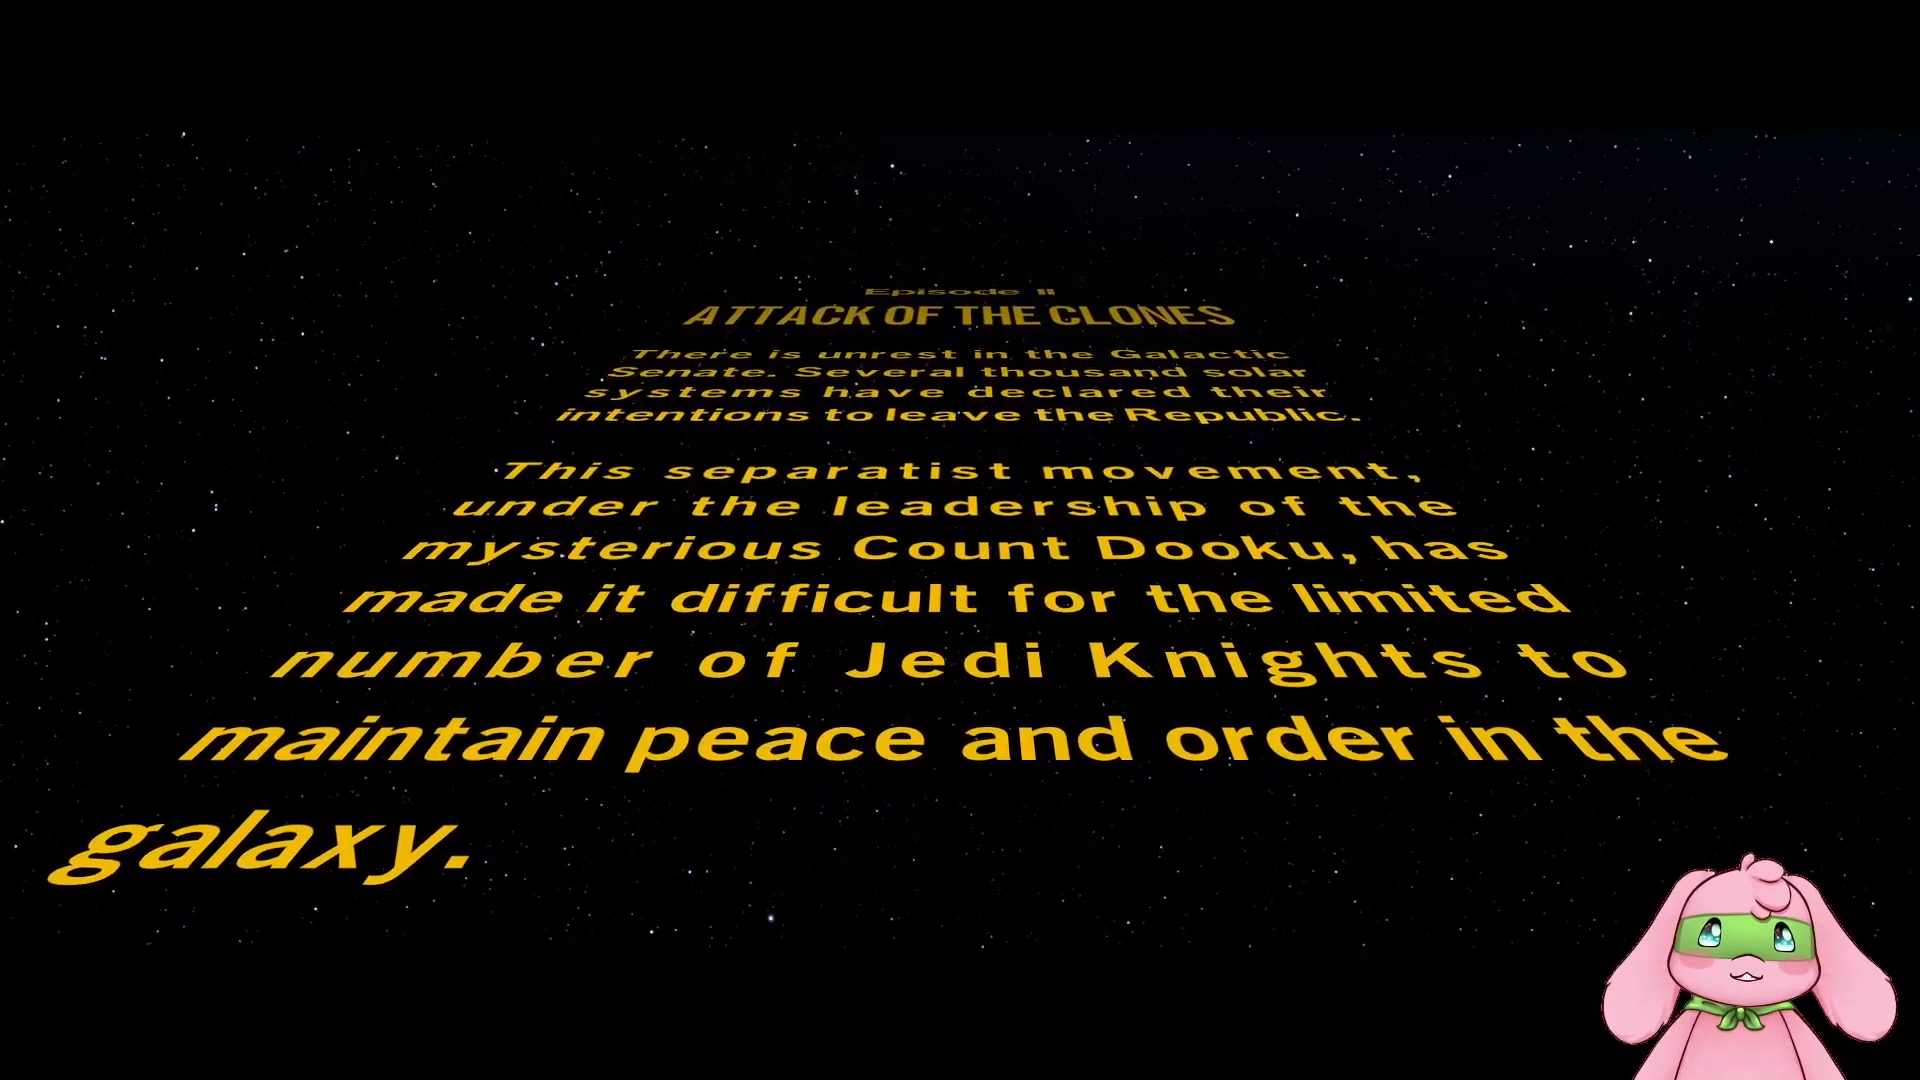 Episode II
ATTACK OF THE CLONES
There is unrest in the Galactic
Senate. Several thousand solar
systems have declared their
intentions to leave the Republic.
This separatist movement,
under the leadership of the
mysterious Count Dooku, has
made it difficult for the limited
number of Jedi Knights to
maintain peace and order in the
galaxy.